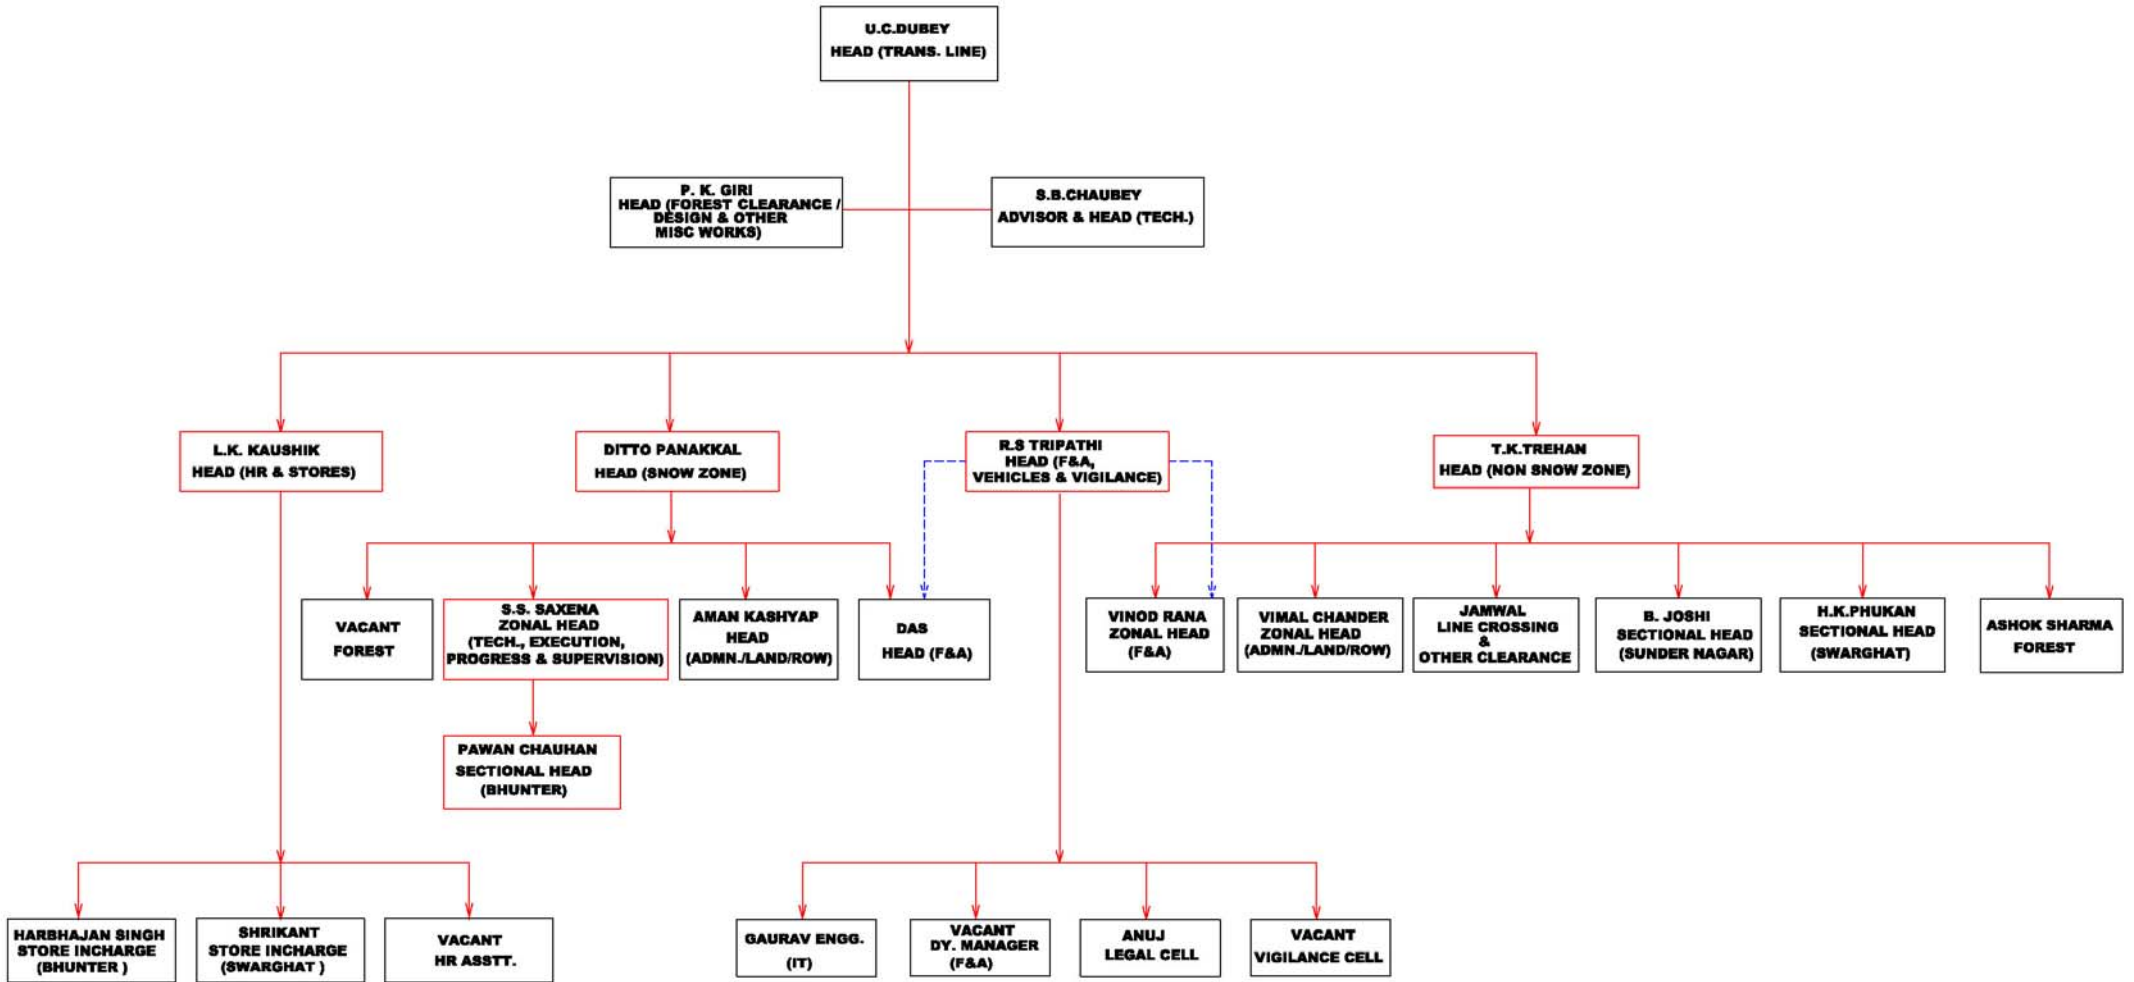 U.C.DUBEY
HEAD (TRANS. LINE)
P. K. GIRI
HEAD (FOREST CLEARANCE /
DESIGN & OTHER
MISC WORKS)
S.B.CHAUBEY
ADVISOR & HEAD (TECH.)
L.K. KAUSHIK
HEAD (HR & STORES)
DITTO PANAKKAL
HEAD (SNOW ZONE)
R.S TRIPATHI
HEAD (F&A,
VEHICLES & VIGILANCE)
T.K.TREHAN
HEAD (NON SNOW ZONE)
VACANT
FOREST
S.S. SAXENA
ZONAL HEAD
(TECH., EXECUTION,
PROGRESS & SUPERVISION)
AMAN KASHYAP
HEAD
(ADMN./LAND/ROW)
DAS
HEAD (F&A)
VINOD RANA
ZONAL HEAD
(F&A)
VIMAL CHANDER
ZONAL HEAD
(ADMN./LAND/ROW)
JAMWAL
LINE CROSSING
&
OTHER CLEARANCE
B. JOSHI
SECTIONAL HEAD
(SUNDER NAGAR)
H.K.PHUKAN
SECTIONAL HEAD
(SWARGHAT)
ASHOK SHARMA
FOREST
PAWAN CHAUHAN
SECTIONAL HEAD
(BHUNTER)
HARBHAJAN SINGH
STORE INCHARGE
(BHUNTER )
SHRIKANT
STORE INCHARGE
(SWARGHAT )
VACANT
HR ASSTT.
GAURAV ENGG.
(IT)
VACANT
DY. MANAGER
(F&A)
ANUJ
LEGAL CELL
VACANT
VIGILANCE CELL